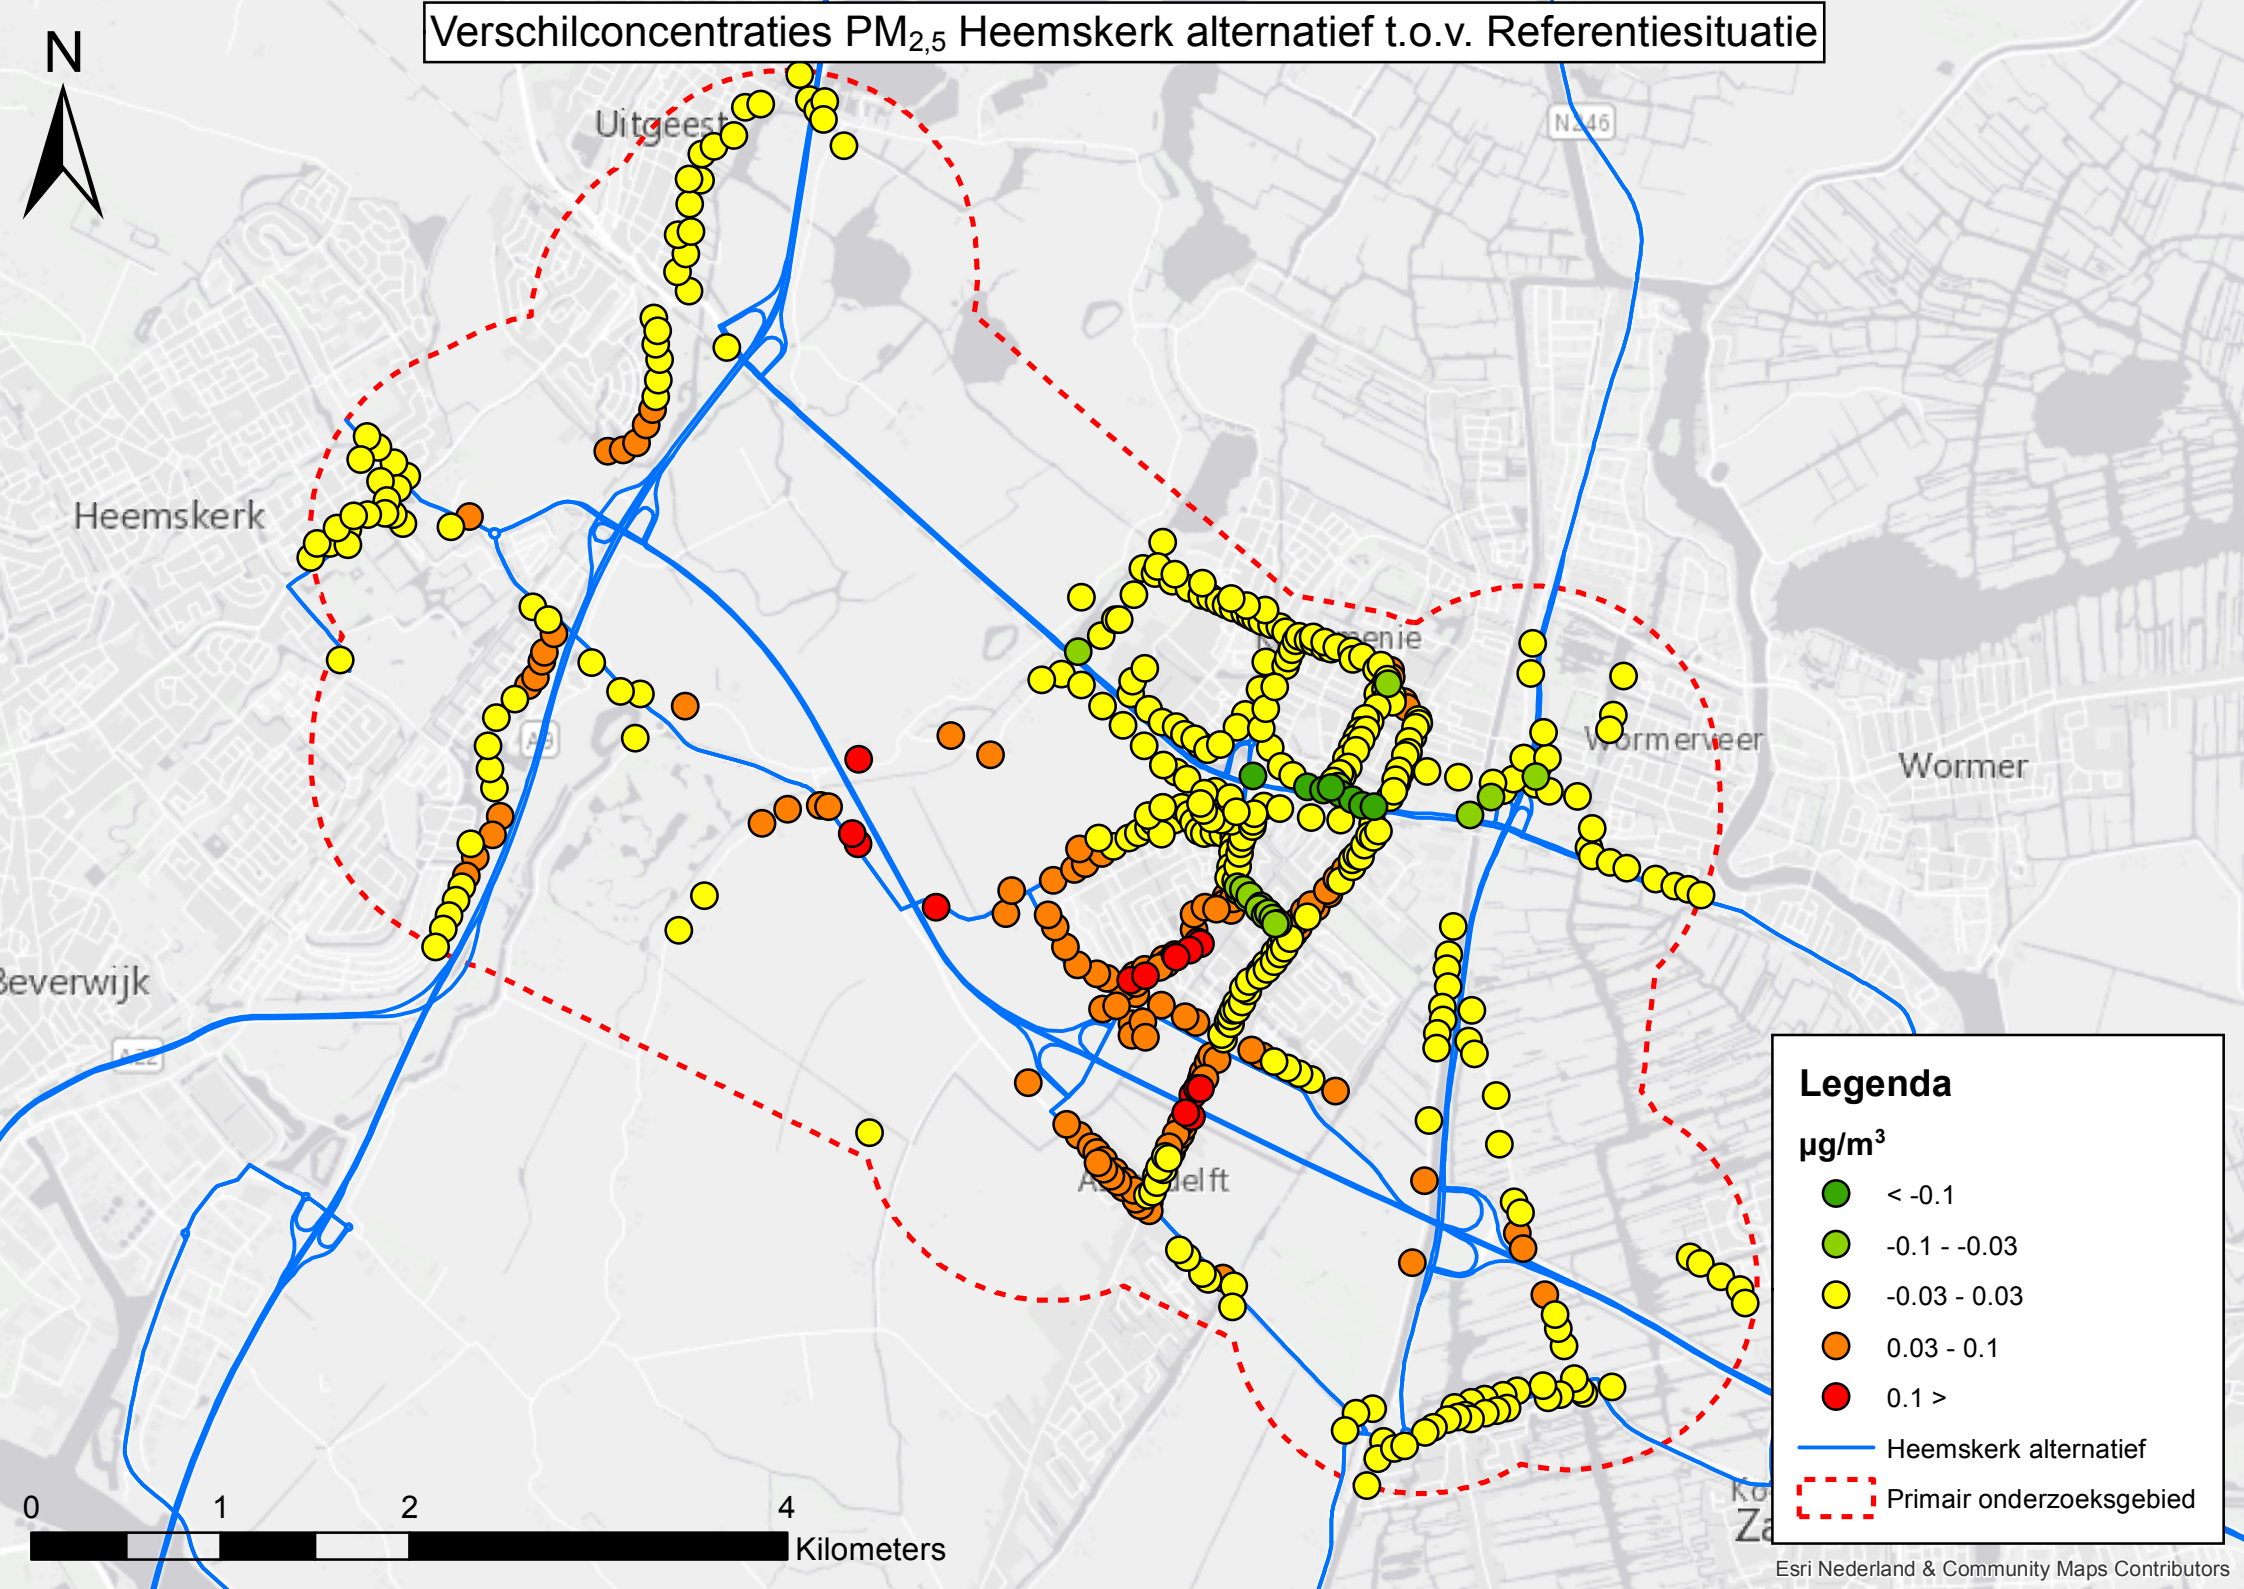 Verschilconcentraties PM2,5 Heemskerk alternatief t.o.v. Referentiesituatie
N
Uitgeest
N246
Heemskerk
A9
Wormerveer
Wormer
Beverwijk
A22
Legenda
µg/m³
< -0.1
-0.1 - -0.03
-0.03 - 0.03
0.03 - 0.1
0.1 >
Heemskerk alternatief
Primair onderzoeksgebied
0 1 2 4
Kilometers
Esri Nederland & Community Maps Contributors